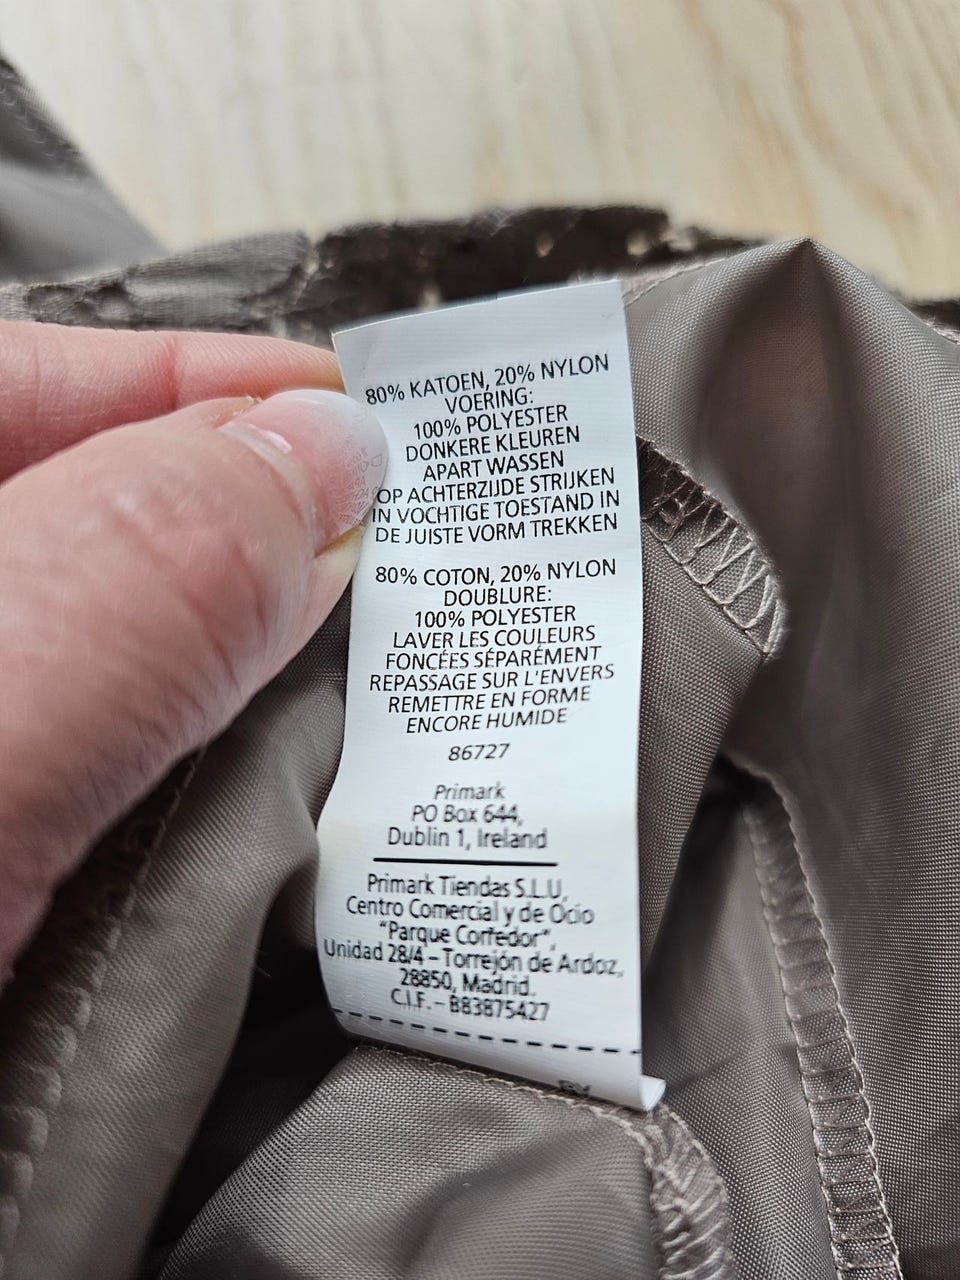 80% KATOEN, 20% NYLON
VOERING:
100% POLYESTER
DONKERE KLEUREN
APART WASSEN
OP ACHTERZIJDE STRIJKEN
IN VOCHTIGE TOESTAND IN
DE JUISTE VORM TREKKEN
80% COTON, 20% NYLON
DOUBLURE:
100% POLYESTER
LAVER LES COULEURS
FONCÉES SÉPARÉMENT
REPASSAGE SUR L'ENVERS
REMETTRE EN FORME
ENCORE HUMIDE
86727
Primark
PO Box 644,
Dublin 1, Ireland
Primark Tiendas S.L.U,
Centro Comercial y de Ocio
"Parque Corredor",
Unidad 28/4 – Torrejón de Ardoz,
28850, Madrid.
C.I.F. – B83875427